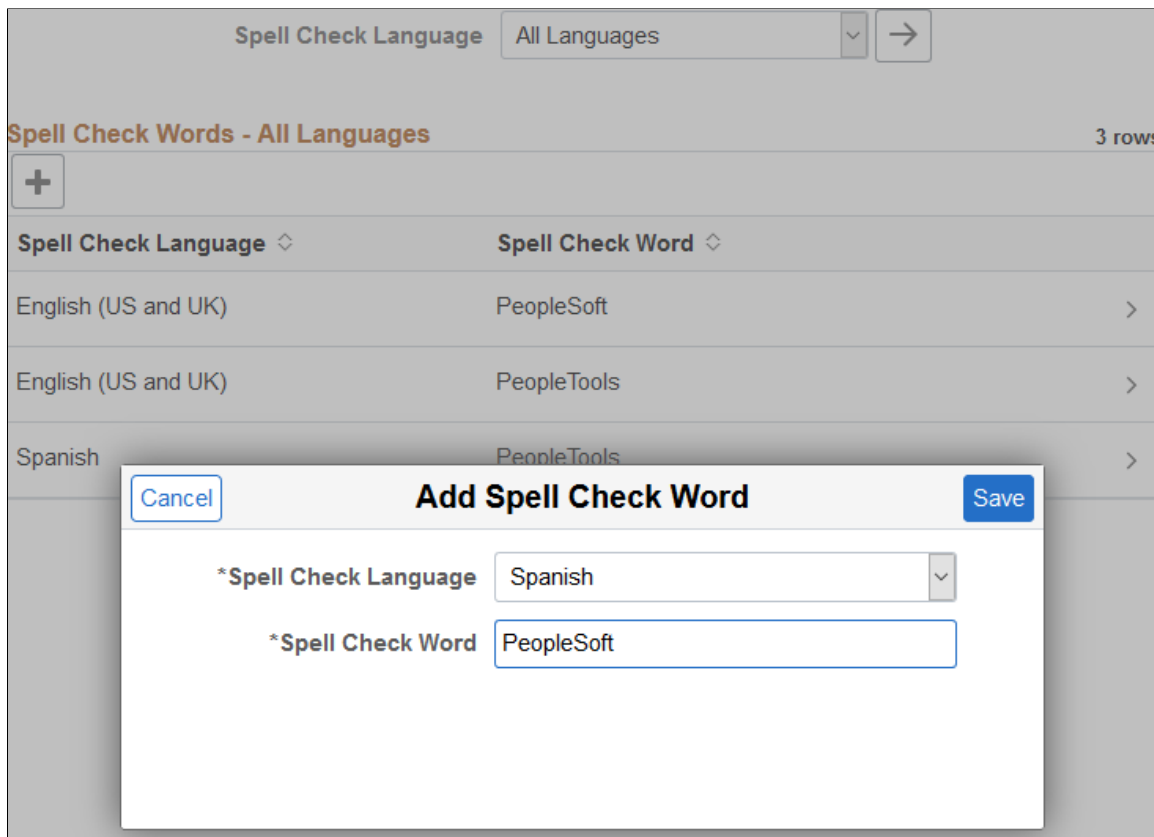 Spell Check Language All Languages
Spell Check Words - All Languages 3 rows
Spell Check Language Spell Check Word
English (US and UK) PeopleSoft
English (US and UK) PeopleTools
Spanish PeopleTools
Cancel Add Spell Check Word Save
*Spell Check Language Spanish
*Spell Check Word PeopleSoft